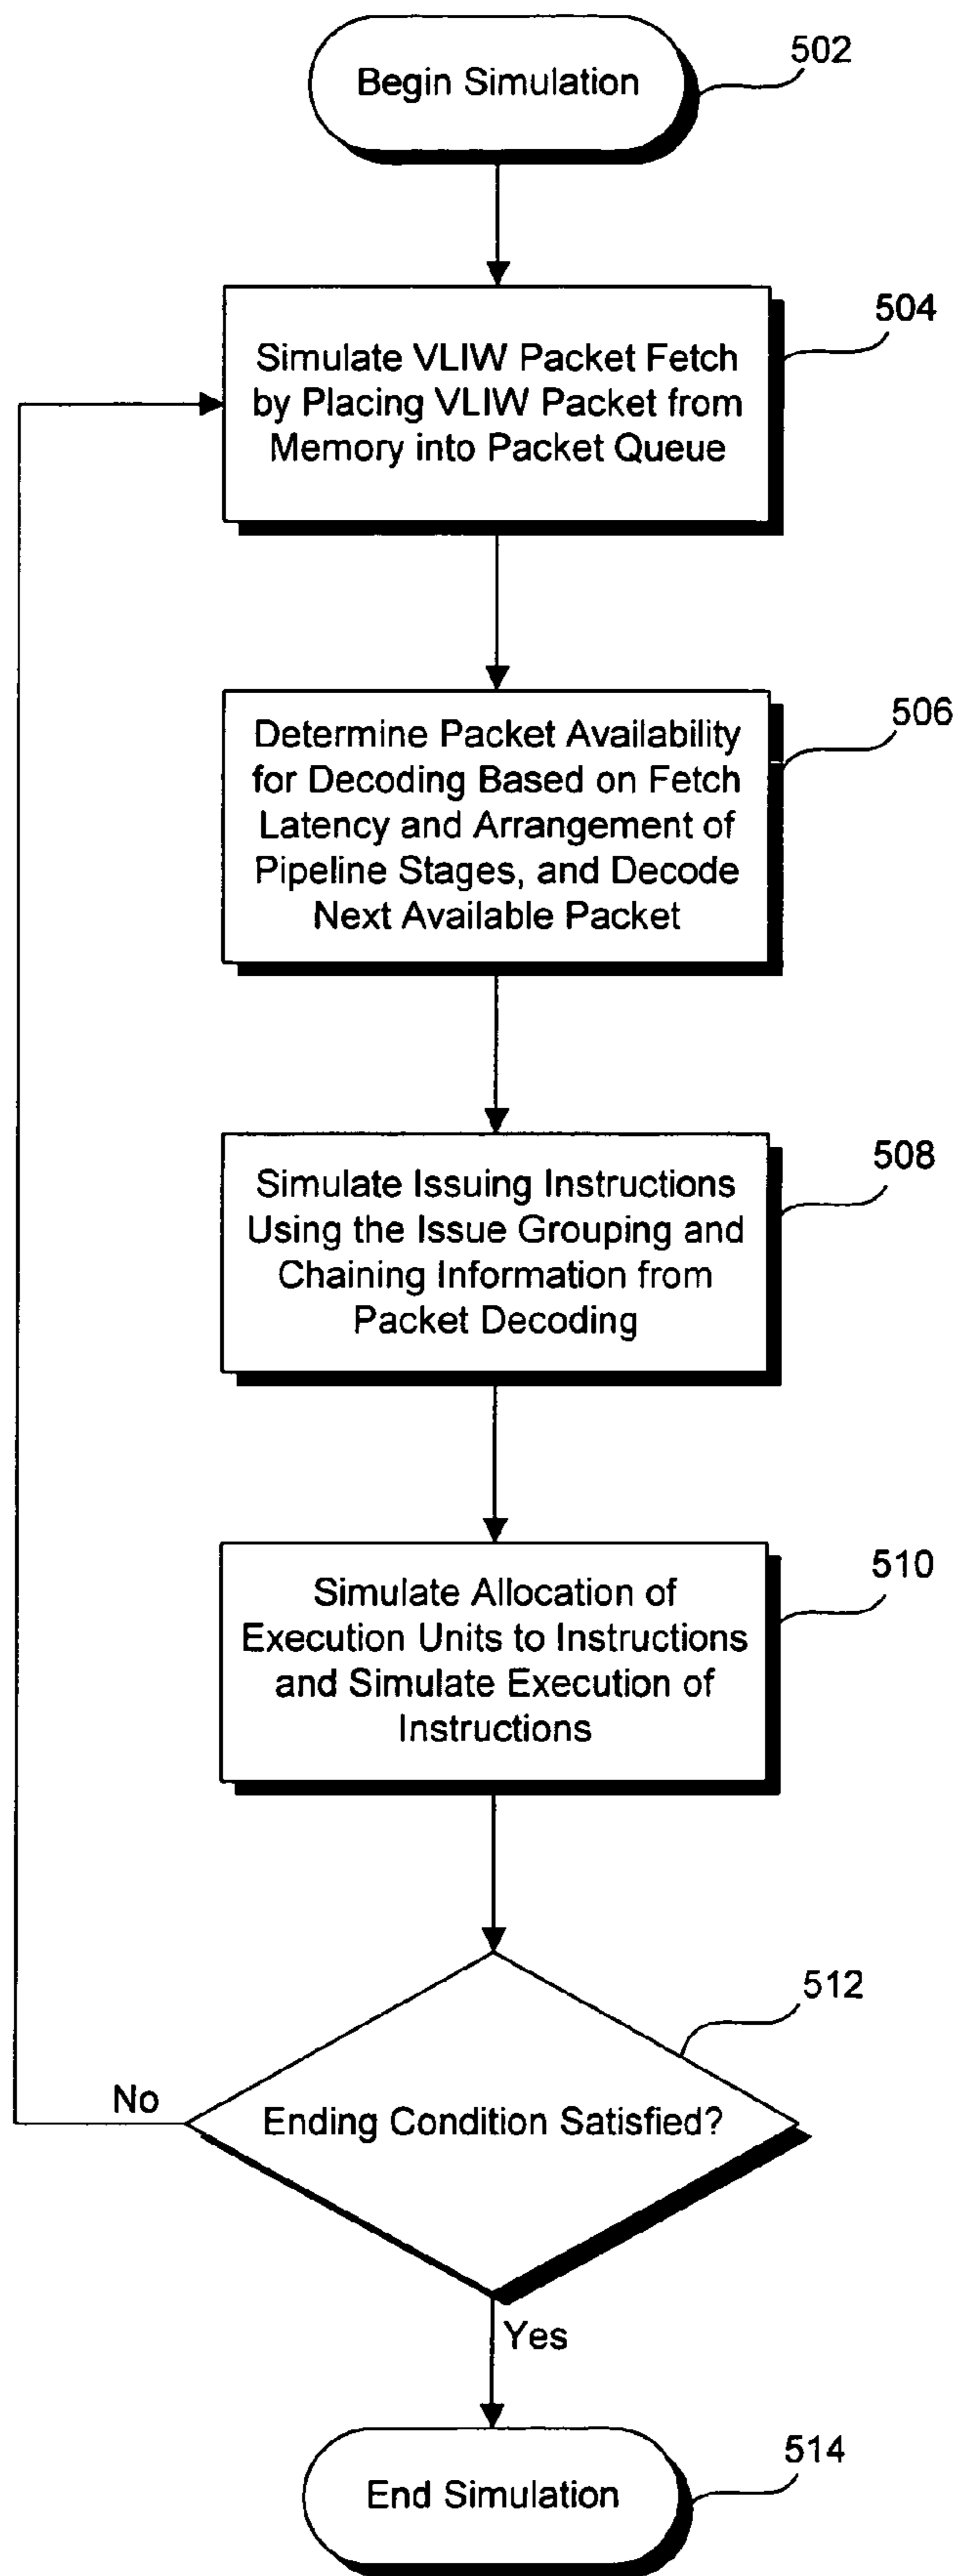 Begin Simulation
502
504
Simulate VLIW Packet Fetch
by Placing VLIW Packet from
Memory into Packet Queue
506
Determine Packet Availability
for Decoding Based on Fetch
Latency and Arrangement of
Pipeline Stages, and Decode
Next Available Packet
508
Simulate Issuing Instructions
Using the Issue Grouping and
Chaining Information from
Packet Decoding
510
Simulate Allocation of
Execution Units to Instructions
and Simulate Execution of
Instructions
512
No
Ending Condition Satisfied?
Yes
514
End Simulation